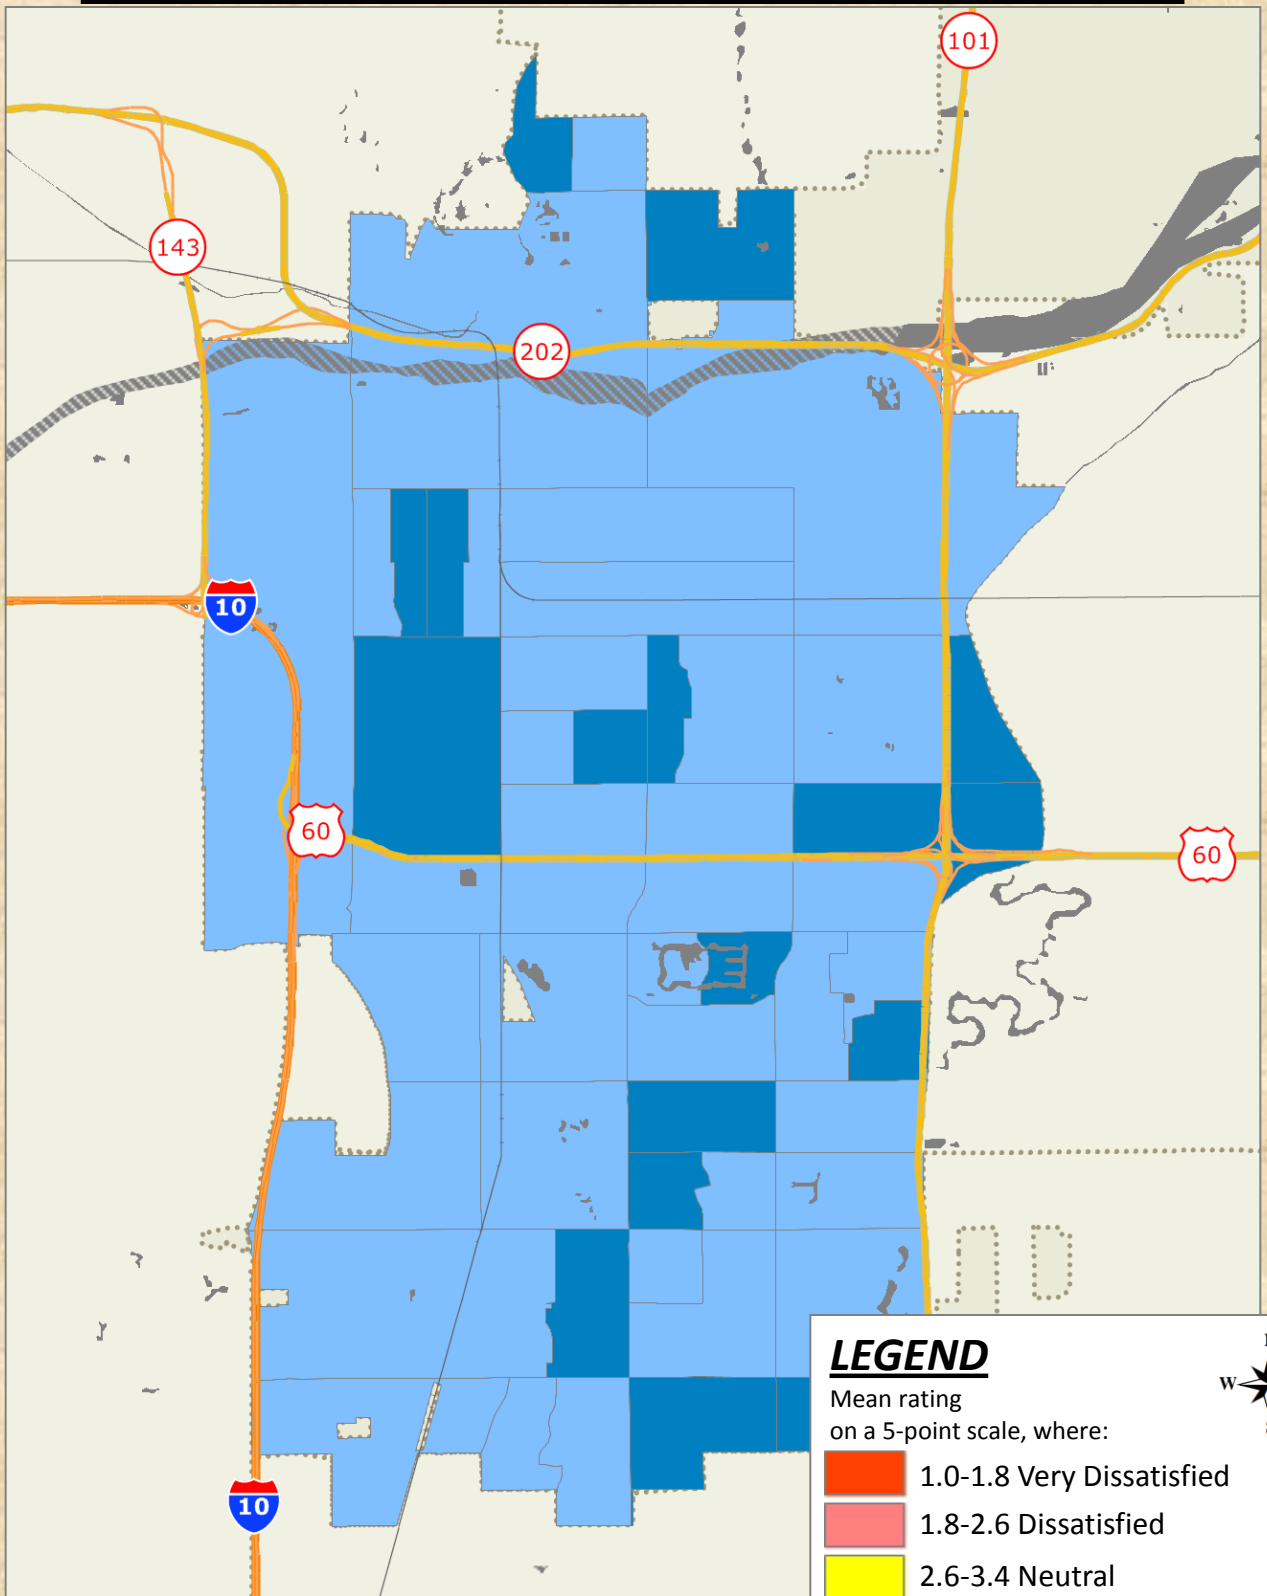 101
143
202
10
60
60
10
LEGEND
Mean rating
on a 5-point scale, where:
W
1.0-1.8 Very Dissatisfied
1.8-2.6 Dissatisfied
2.6-3.4 Neutral